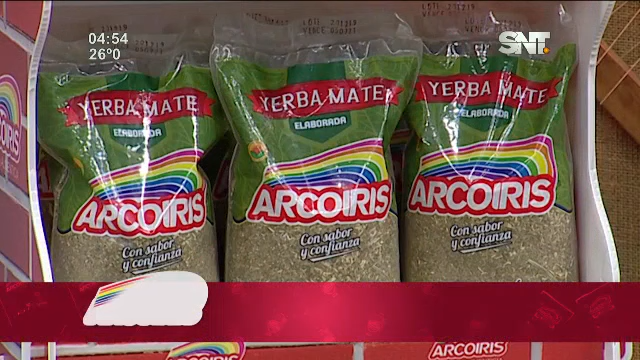 04:54
26°0
SNT
YERBA MATE
ELABORADA
ARCOIRIS
Con sabor
y confianza
YERBA MATE
ELABORADA
ARCOIRIS
Con sabor
y confianza
YERBA MATE
ELABORADA
ARCOIRIS
Con sabor
y confianza
ARCOIRIS